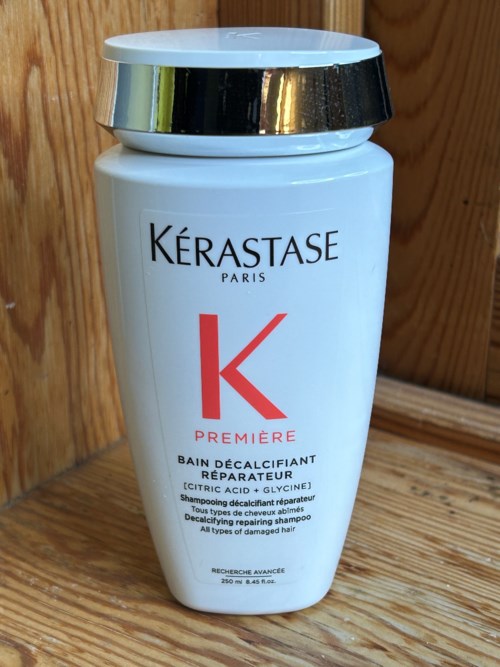 KÉRASTASE
PARIS
K
PREMIÈRE
BAIN DÉCALCIFIANT
RÉPARATEUR
[CITRIC ACID + GLYCINE]
Shampooing décalcifiant réparateur
Tous types de cheveux abîmés
Decalcifying repairing shampoo
All types of damaged hair
RECHERCHE AVANCÉE
250 ml 8.45 fl.oz.